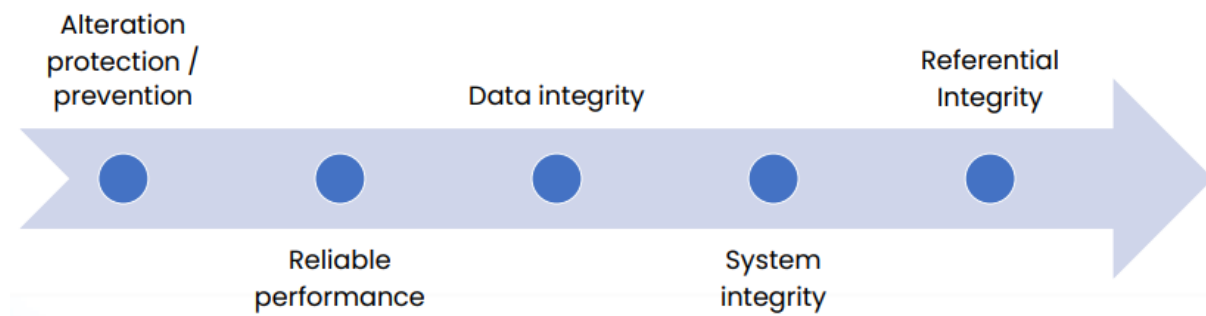 Alteration
protection /
prevention
Reliable
performance
Data integrity
System
integrity
Referential
Integrity